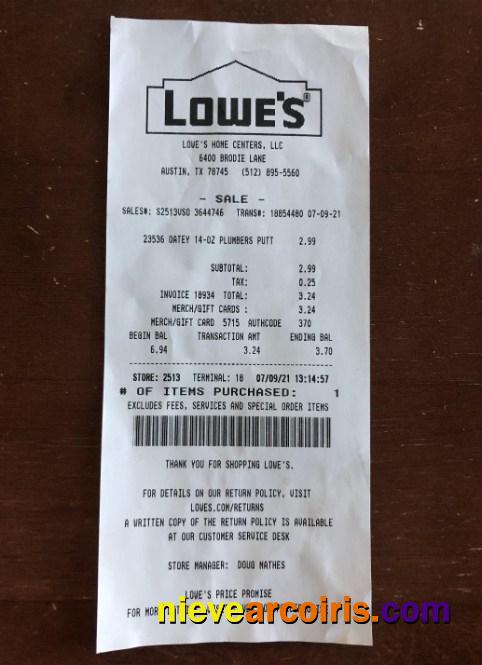 LOWE'S
LOWE'S HOME CENTERS, LLC
6400 BRODIE LANE
AUSTIN, TX 78745 (512) 895-5560
- SALE -
SALES#: S2513VS0 3644746 TRANS#: 18854480 07-09-21
23536 OATEY 14-OZ PLUMBERS PUTT 2.99
SUBTOTAL: 2.99
TAX: 0.25
INVOICE 18934 TOTAL: 3.24
MERCH/GIFT CARDS : 3.24
MERCH/GIFT CARD 5715 AUTHCODE 370
BEGIN BAL TRANSACTION AMT ENDING BAL
6.94 3.24 3.70
STORE: 2513 TERMINAL: 18 07/09/21 13:14:57
# OF ITEMS PURCHASED: 1
EXCLUDES FEES, SERVICES AND SPECIAL ORDER ITEMS
THANK YOU FOR SHOPPING LOWE'S.
FOR DETAILS ON OUR RETURN POLICY, VISIT
LOWES.COM/RETURNS
A WRITTEN COPY OF THE RETURN POLICY IS AVAILABLE
AT OUR CUSTOMER SERVICE DESK
STORE MANAGER: DOUG MATHES
LOWE'S PRICE PROMISE
FOR MORE
nievearcoiris.com